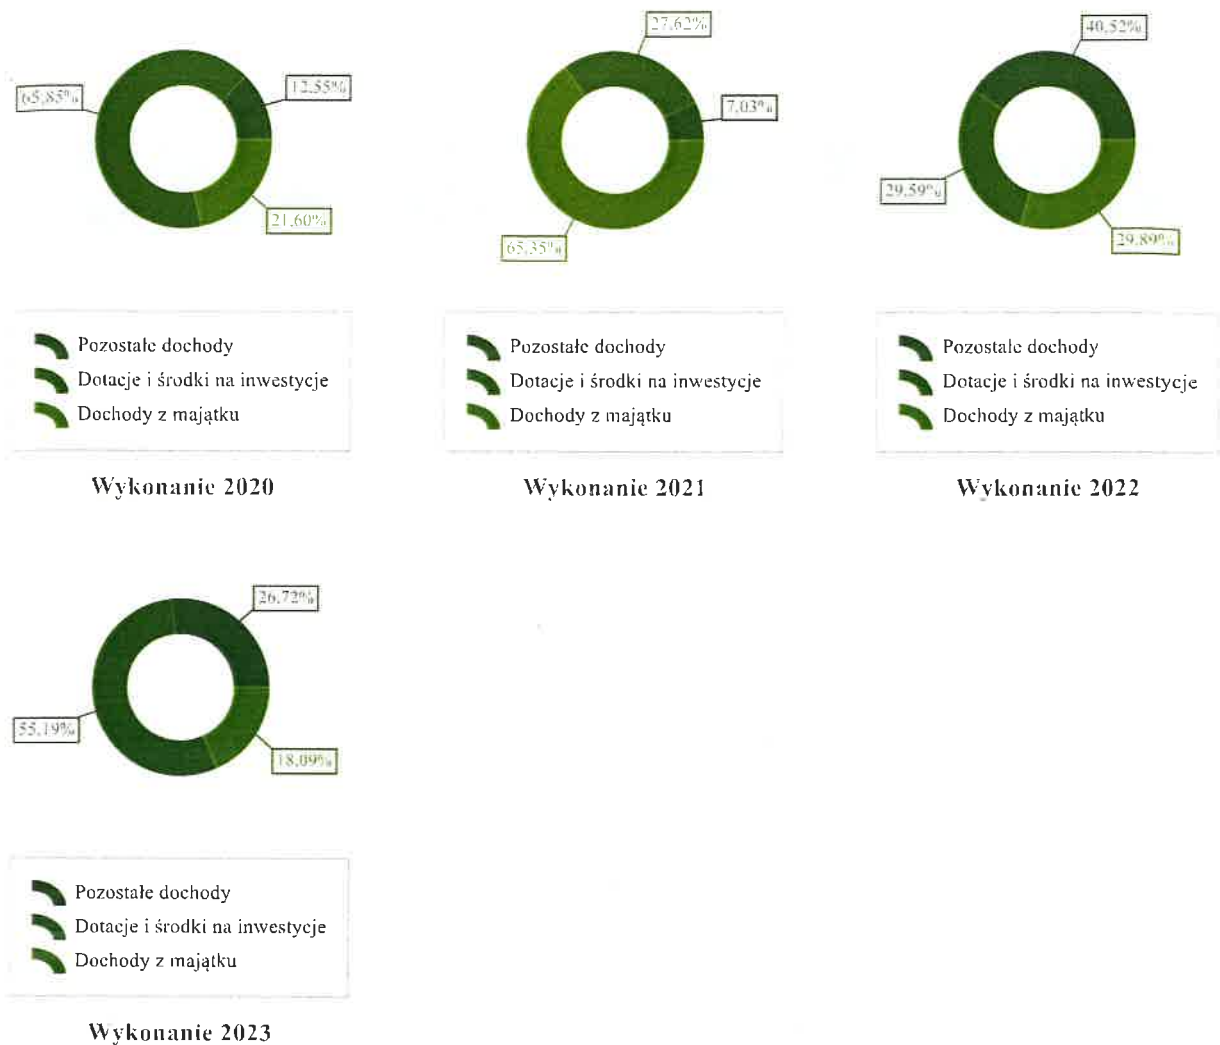 65,85%
12,55%
21,60%
Pozostałe dochody
Dotacje i środki na inwestycje
Dochody z majątku
Wykonanie 2020
27,62%
7,03%
65,35%
Pozostałe dochody
Dotacje i środki na inwestycje
Dochody z majątku
Wykonanie 2021
40,52%
29,59%
29,89%
Pozostałe dochody
Dotacje i środki na inwestycje
Dochody z majątku
Wykonanie 2022
26,72%
55,19%
18,09%
Pozostałe dochody
Dotacje i środki na inwestycje
Dochody z majątku
Wykonanie 2023